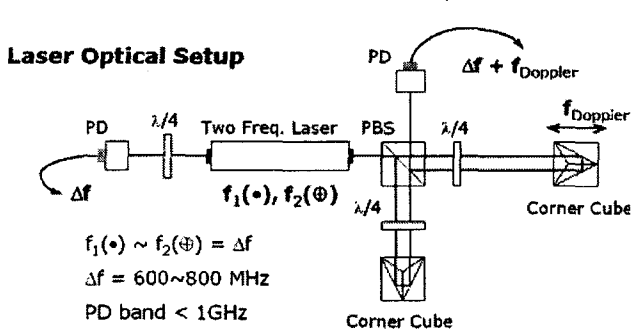 Laser Optical Setup
PD
Δf + f_Doppler
f_Doppler
PD
λ/4
Two Freq. Laser
PBS
λ/4
Δf
f₁(•), f₂(⊕)
λ/4
Corner Cube
f₁(•) ~ f₂(⊕) = Δf
Δf = 600~800 MHz
PD band < 1GHz
Corner Cube